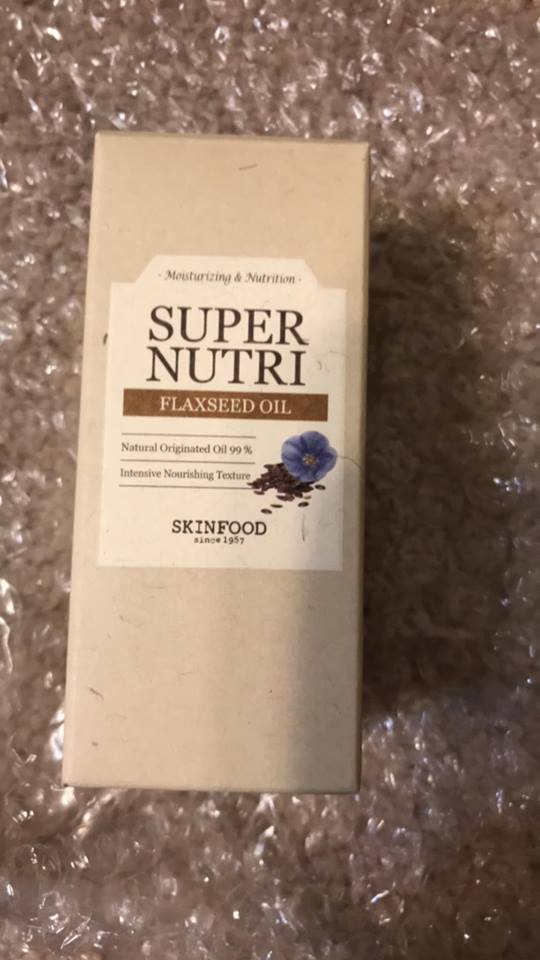 · Moisturizing & Nutrition ·
SUPER
NUTRI
FLAXSEED OIL
Natural Originated Oil 99 %
Intensive Nourishing Texture
SKINFOOD
since 1957